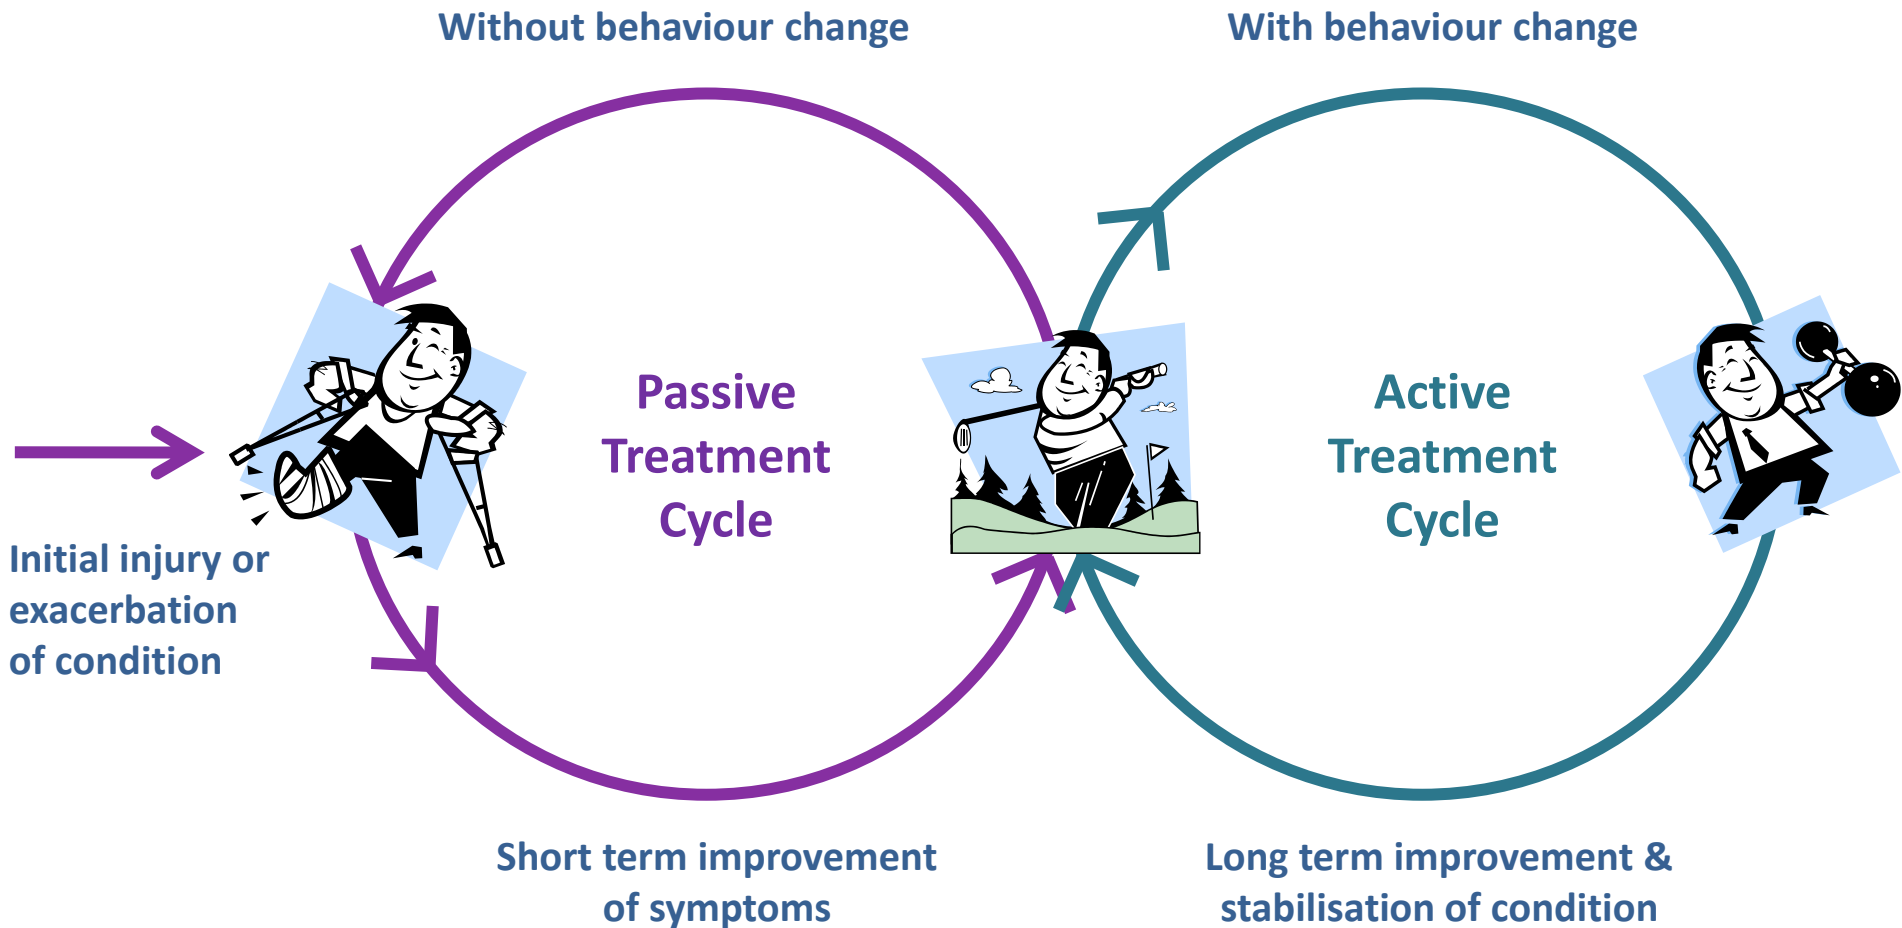 Without behaviour change
With behaviour change
Passive
Treatment
Cycle
Active
Treatment
Cycle
Initial injury or
exacerbation
of condition
Short term improvement
of symptoms
Long term improvement &
stabilisation of condition